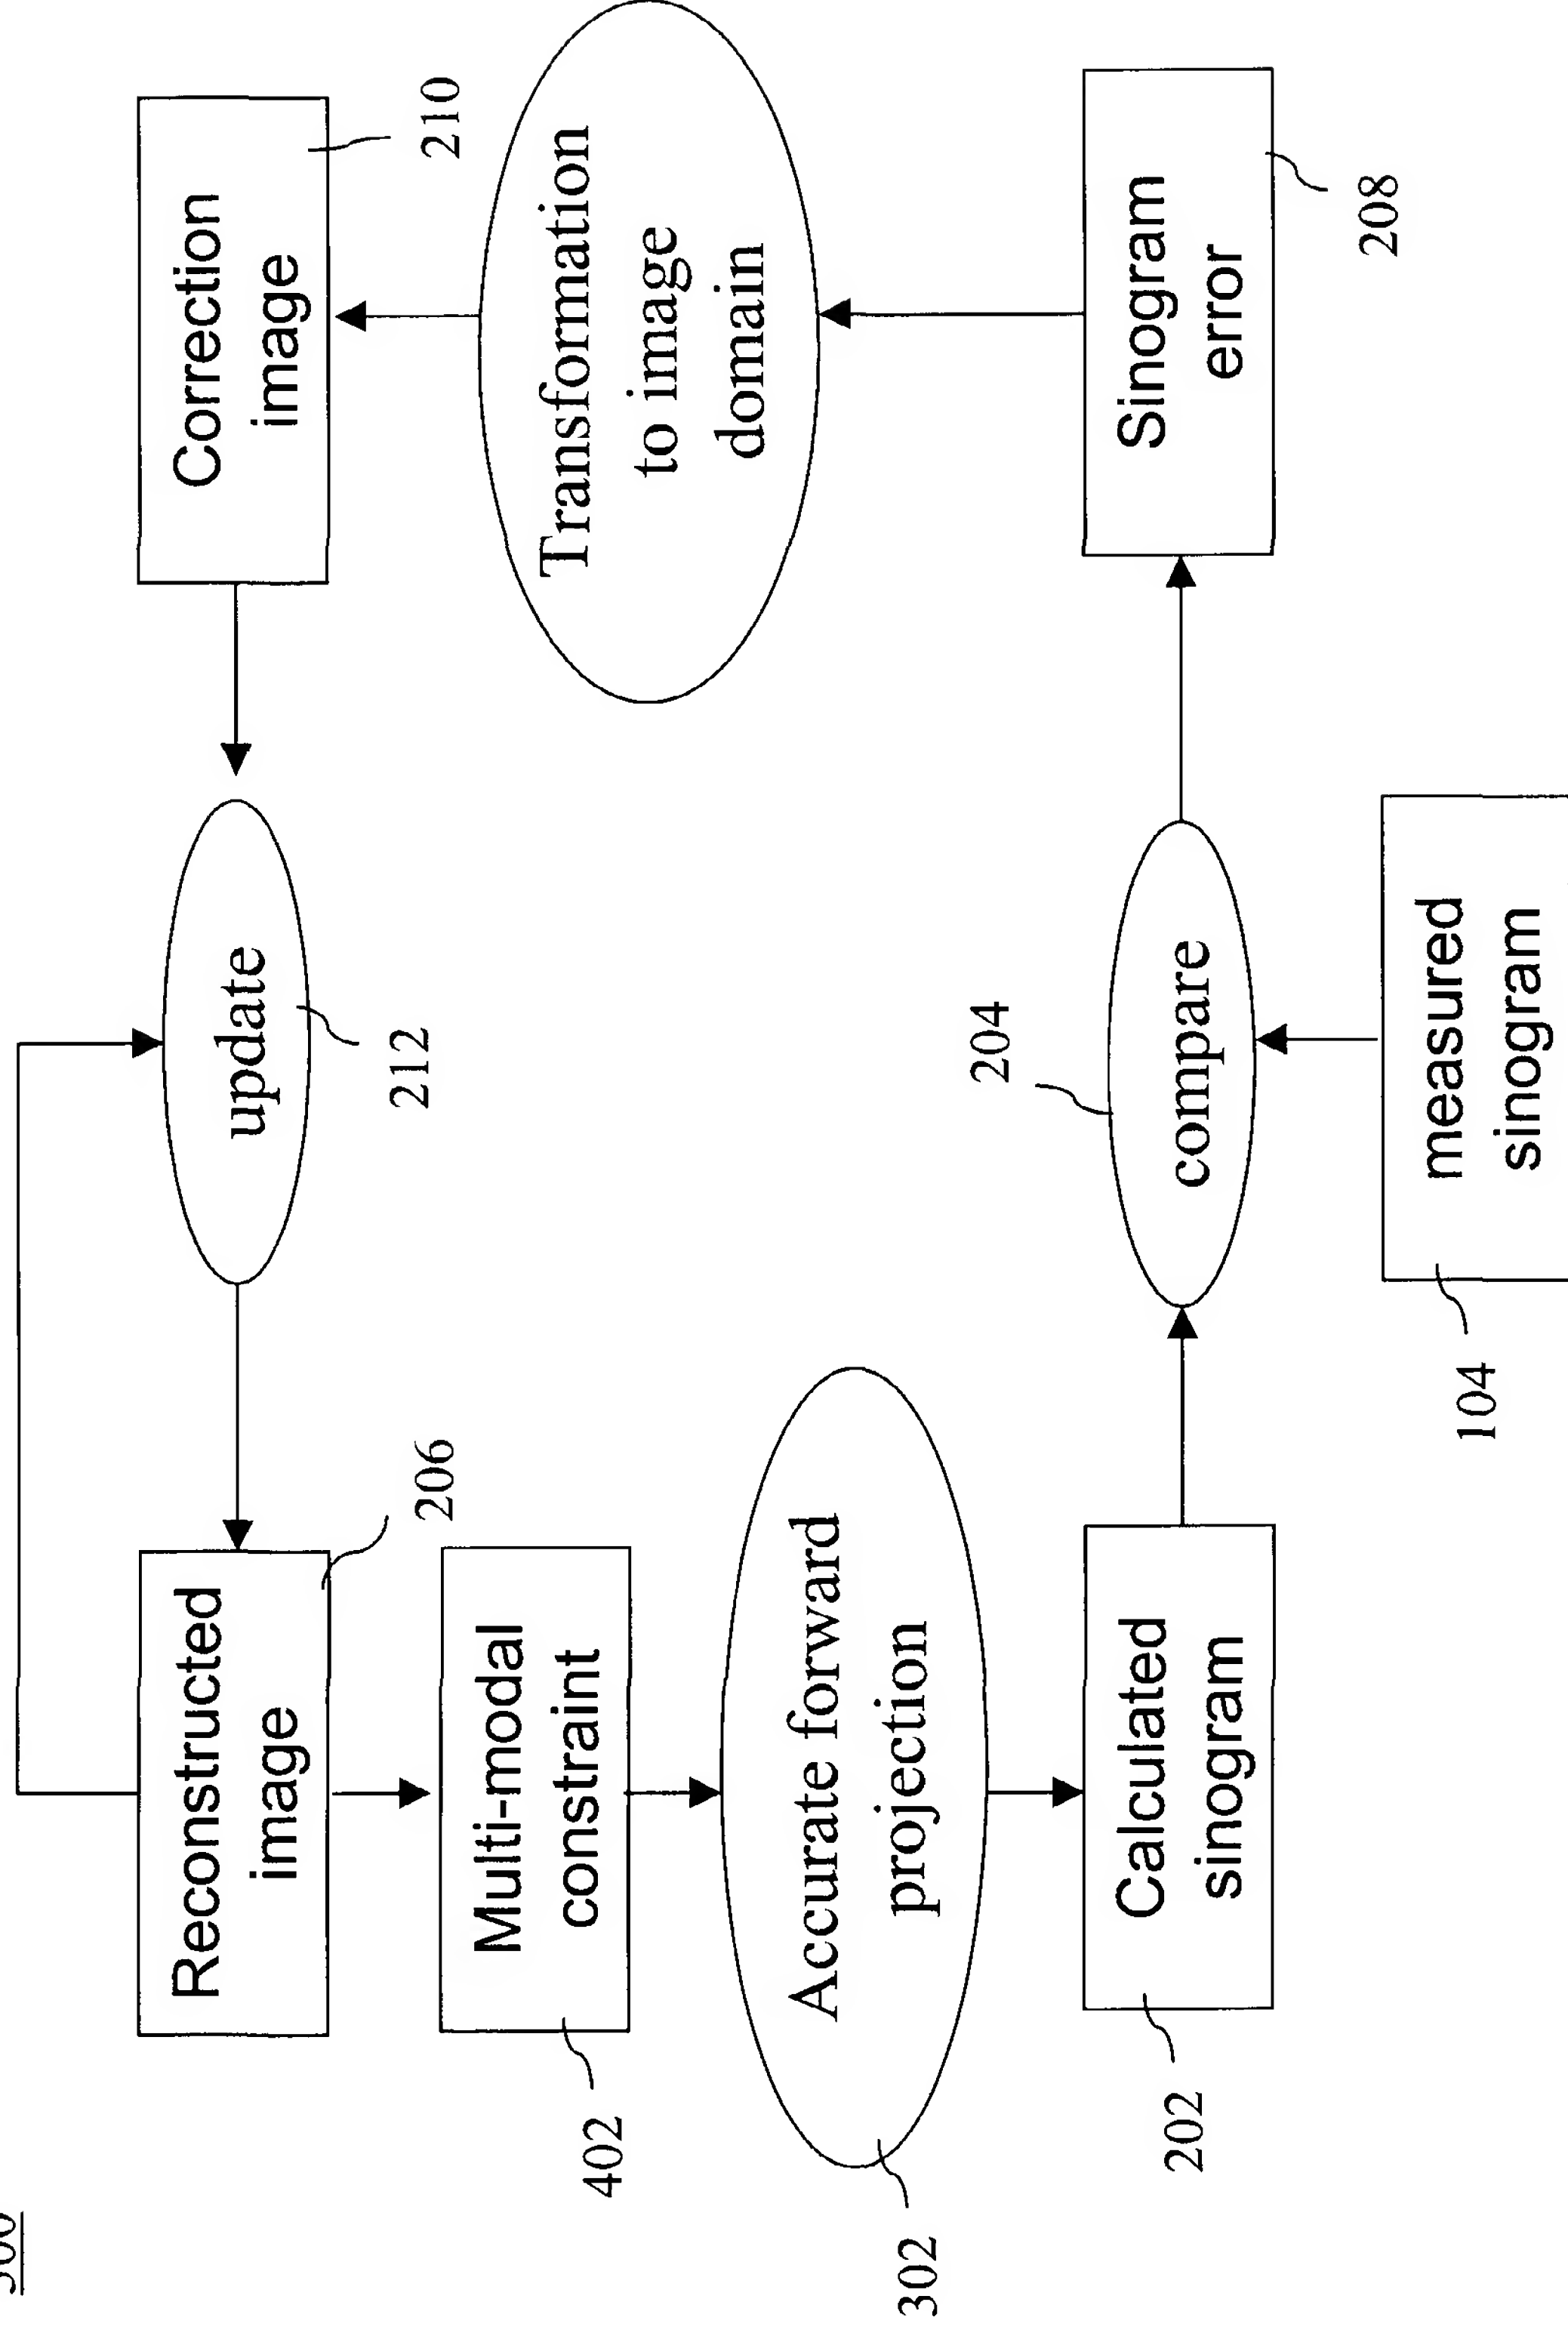 Reconstructed
image
206
update
212
Correction
image
210
Multi-modal
constraint
402
Transformation
to image
domain
Accurate forward
projection
302
Calculated
sinogram
202
compare
204
Sinogram
error
208
measured
sinogram
104